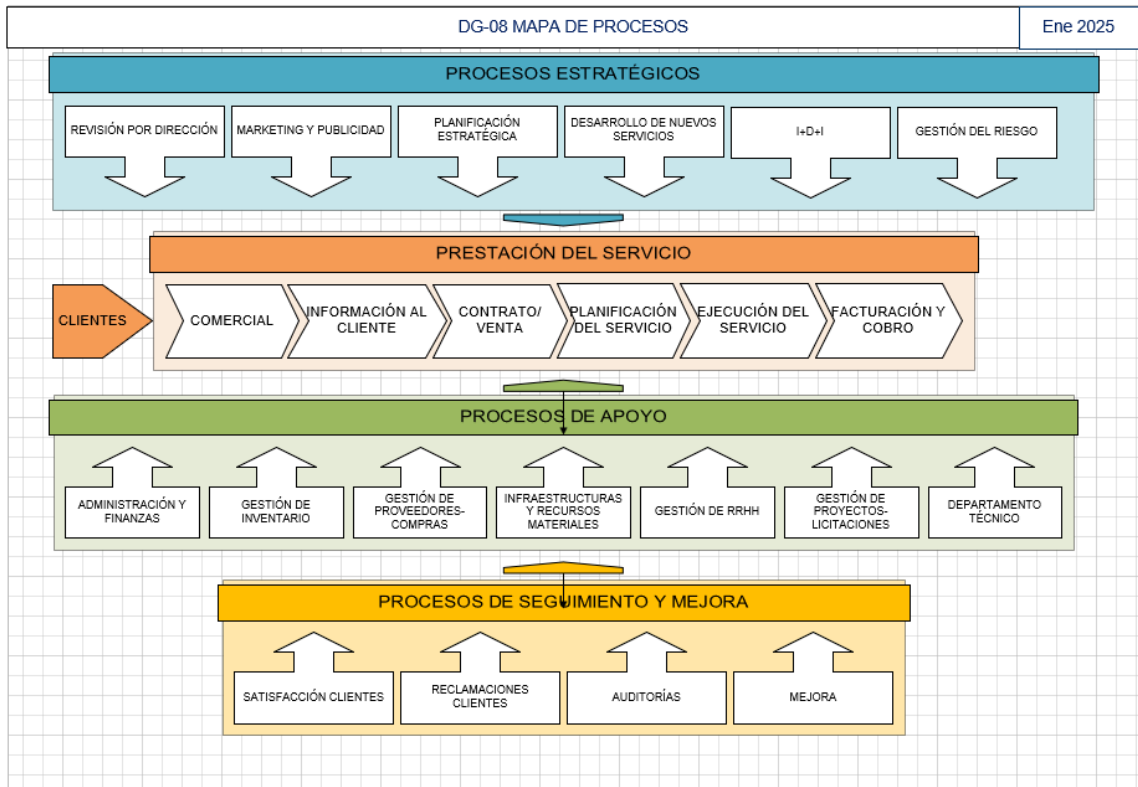 DG-08 MAPA DE PROCESOS
Ene 2025
PROCESOS ESTRATÉGICOS
REVISIÓN POR DIRECCIÓN
MARKETING Y PUBLICIDAD
PLANIFICACIÓN
ESTRATÉGICA
DESARROLLO DE NUEVOS
SERVICIOS
I+D+I
GESTIÓN DEL RIESGO
PRESTACIÓN DEL SERVICIO
CLIENTES
COMERCIAL
INFORMACIÓN AL
CLIENTE
CONTRATO/
VENTA
PLANIFICACIÓN
DEL SERVICIO
EJECUCIÓN DEL
SERVICIO
FACTURACIÓN Y
COBRO
PROCESOS DE APOYO
ADMINISTRACIÓN Y
FINANZAS
GESTIÓN DE
INVENTARIO
GESTIÓN DE
PROVEEDORES-
COMPRAS
INFRAESTRUCTURAS
Y RECURSOS
MATERIALES
GESTIÓN DE RRHH
GESTIÓN DE
PROYECTOS-
LICITACIONES
DEPARTAMENTO
TÉCNICO
PROCESOS DE SEGUIMIENTO Y MEJORA
SATISFACCIÓN CLIENTES
RECLAMACIONES
CLIENTES
AUDITORÍAS
MEJORA